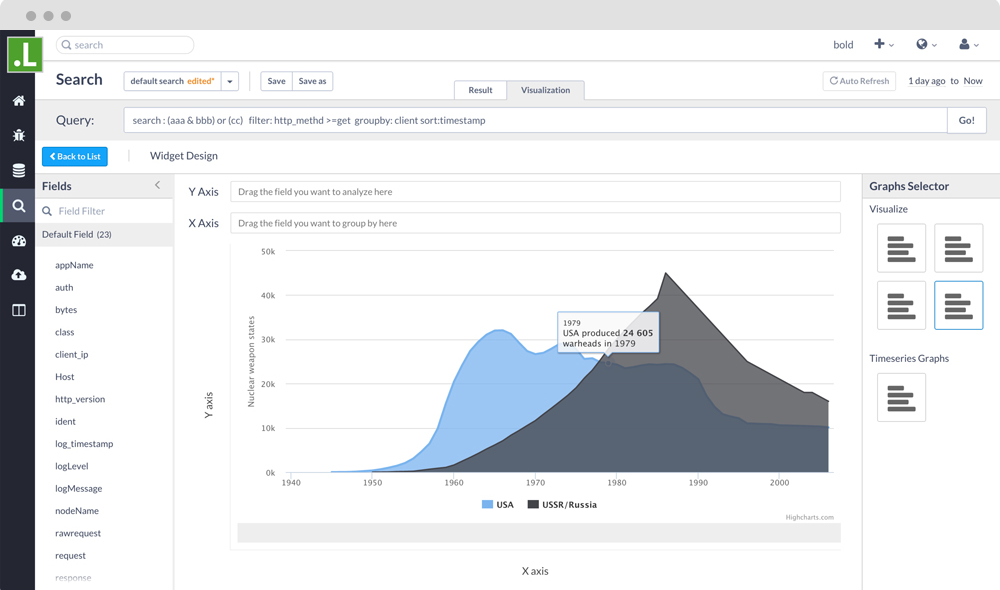 .L
search
bold
Search
default search edited*
Save
Save as
Result
Visualization
Auto Refresh
1 day ago to Now
Query:
search : (aaa & bbb) or (cc) filter: http_methd >=get groupby: client sort:timestamp
Go!
Back to List
Widget Design
Fields
Field Filter
Default Field (23)
appName
auth
bytes
class
client_ip
Host
http_version
ident
log_timestamp
logLevel
logMessage
nodeName
rawrequest
request
response
Y Axis
Drag the field you want to analyze here
X Axis
Drag the field you want to group by here
Y axis
Nuclear weapon states
50k
40k
30k
20k
10k
0k
1979
USA produced 24 605
warheads in 1979
1940 1950 1960 1970 1980 1990 2000
USA USSR/Russia
Highcharts.com
X axis
Graphs Selector
Visualize
Timeseries Graphs